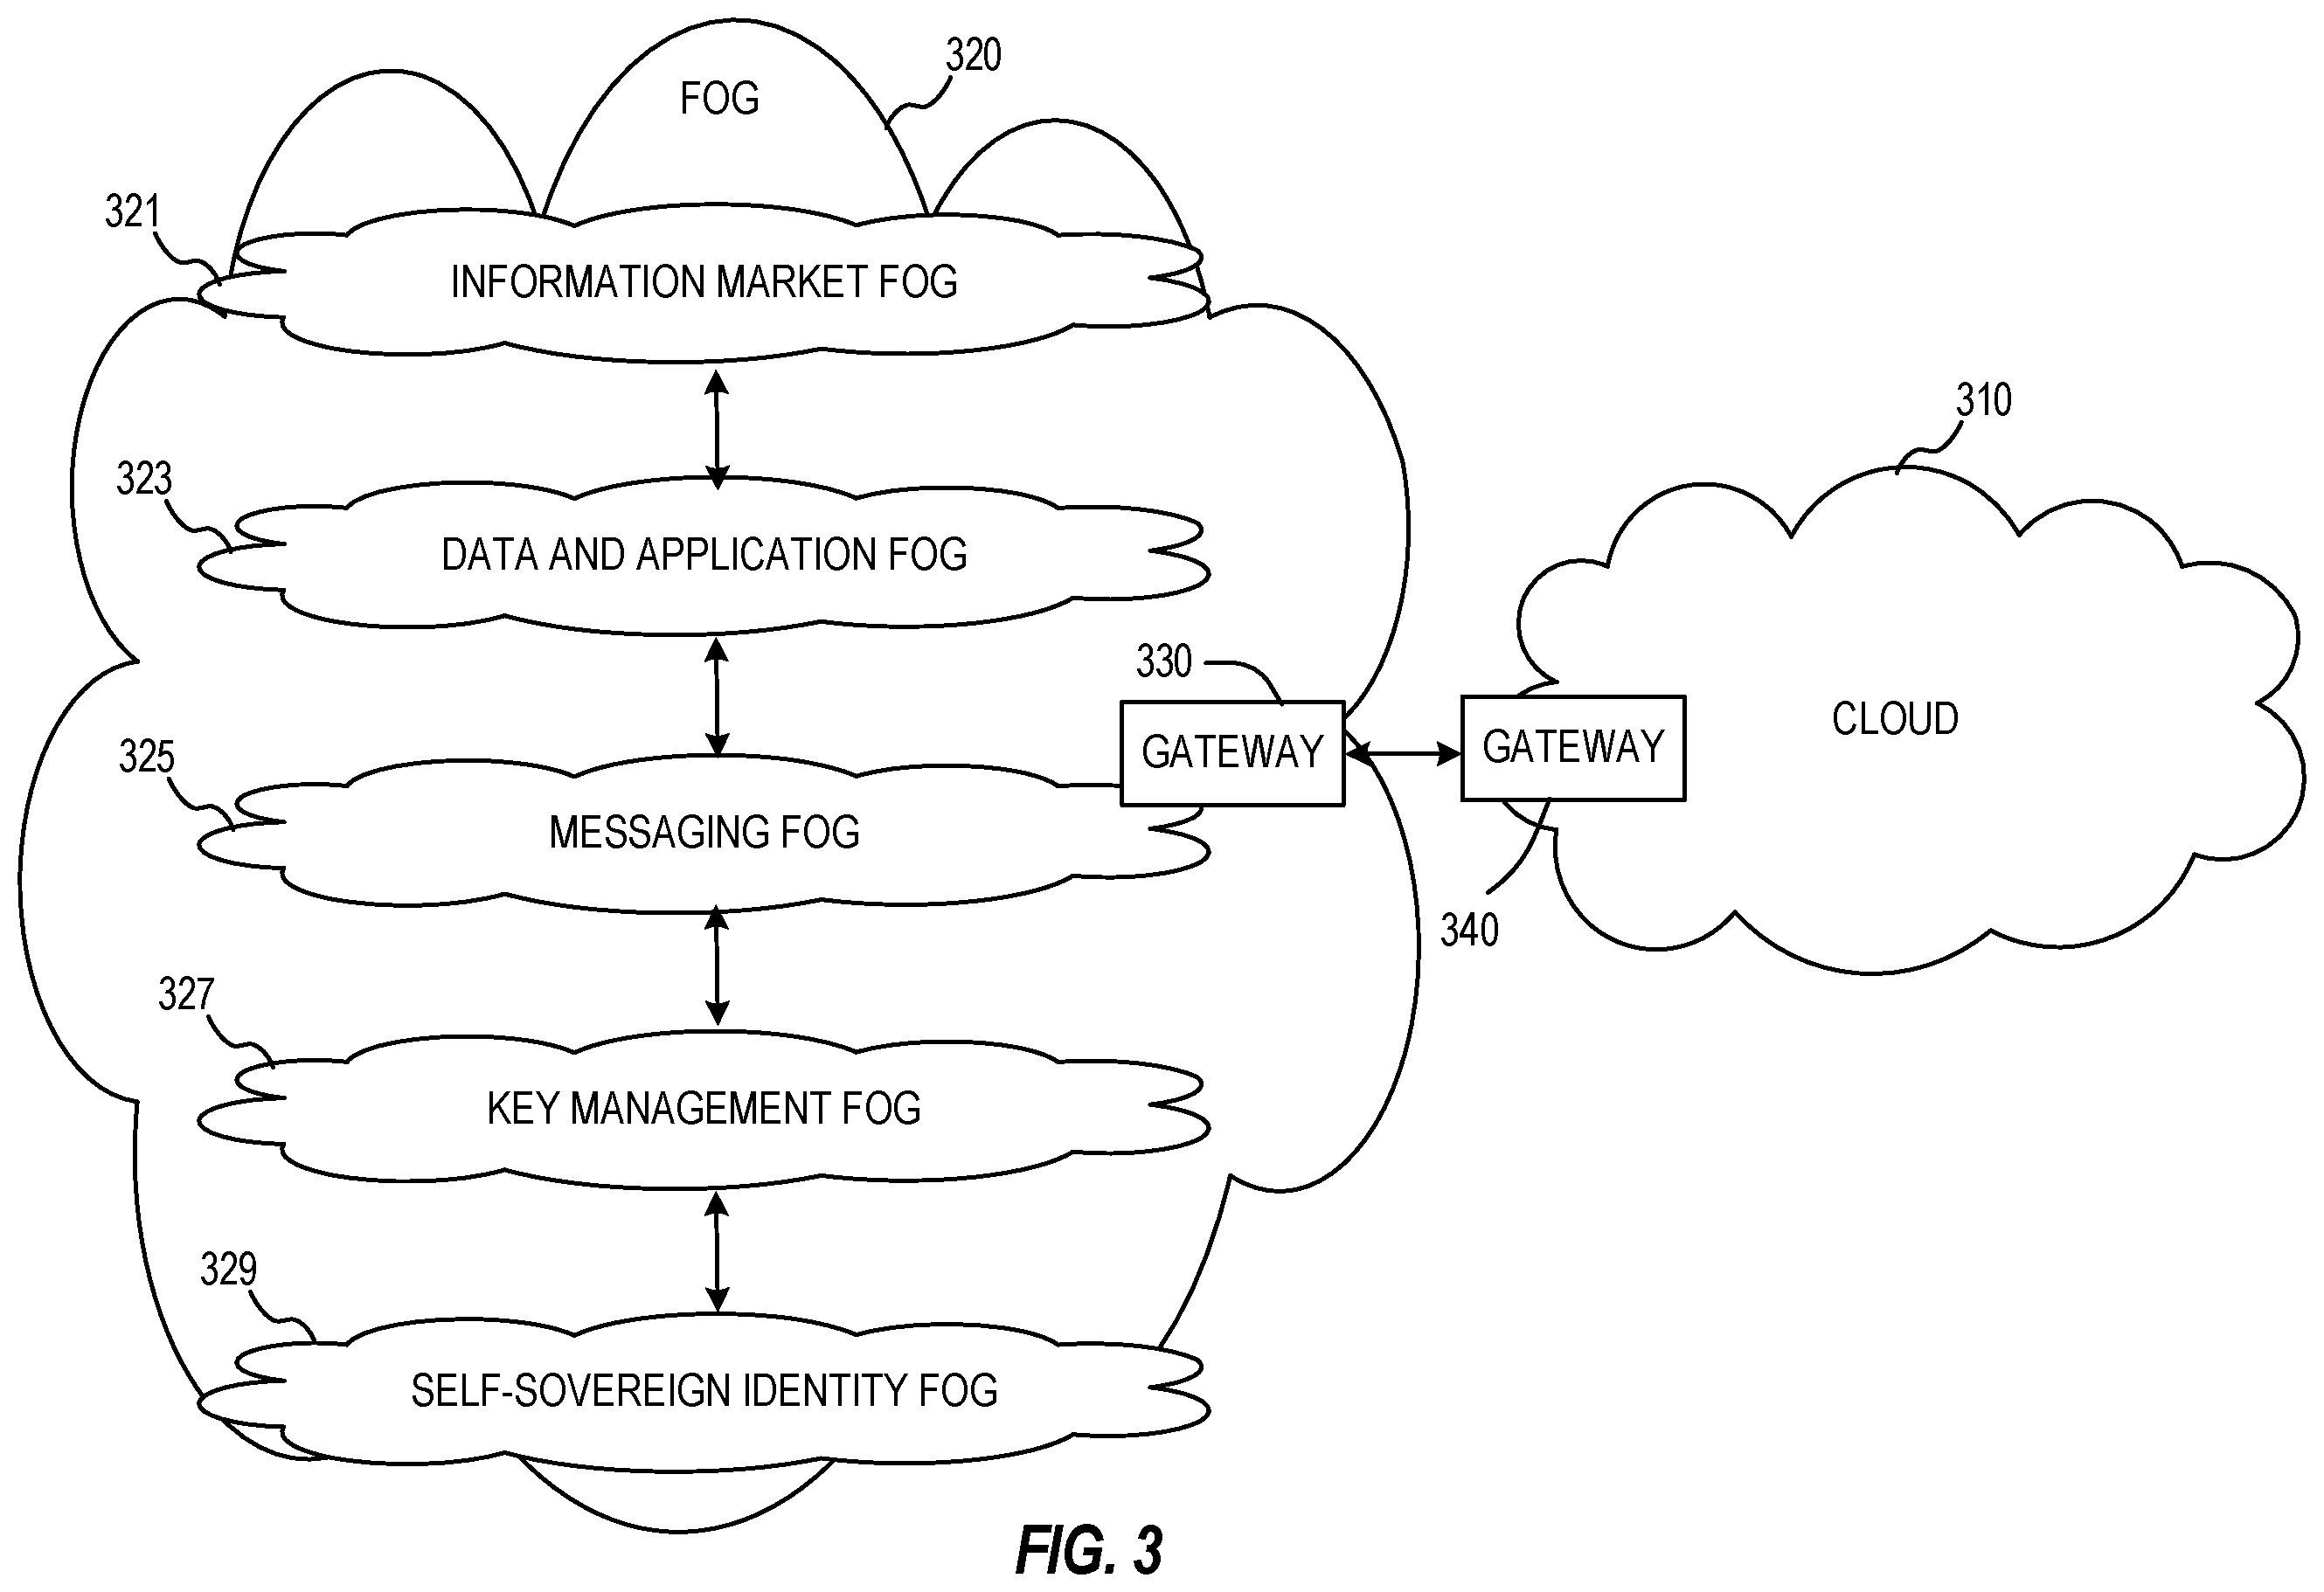 320
FOG
321
INFORMATION MARKET FOG
310
323
DATA AND APPLICATION FOG
330
CLOUD
GATEWAY
GATEWAY
325
MESSAGING FOG
340
327
KEY MANAGEMENT FOG
329
SELF-SOVEREIGN IDENTITY FOG
FIG. 3